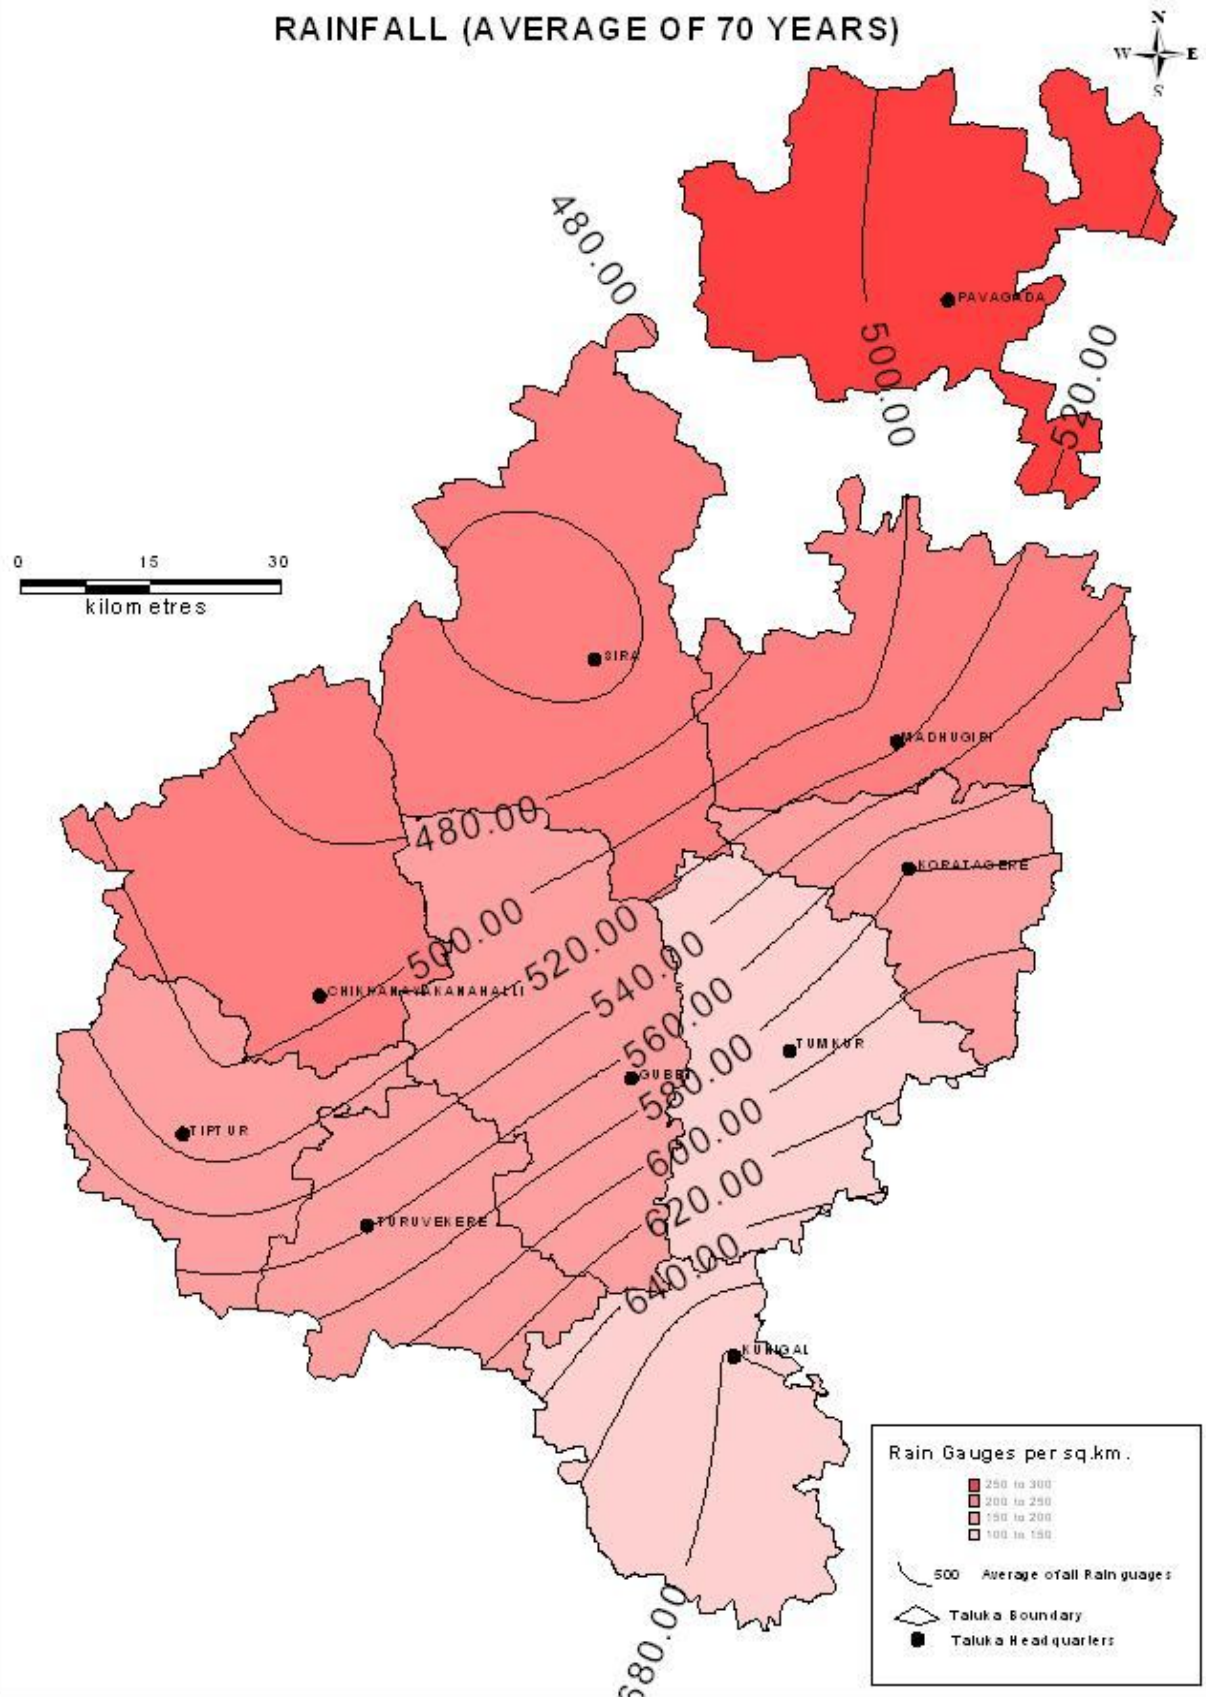 RAINFALL (AVERAGE OF 70 YEARS)
N
W E
S
480.00
PAVAGADA
500.00
520.00
0 15 30
kilometres
SIRA
MADHUGIRI
480.00
KORATAGERE
500.00
520.00
540.00
CHIKNANAYAKANAHALLI
560.00
TUMKUR
GUBBI
580.00
TIPTUR
600.00
620.00
TURUVEKERE
640.00
KUNIGAL
680.00
Rain Gauges per sq.km.
250 to 300
200 to 250
150 to 200
100 to 150
500 Average of all Rain guages
Taluka Boundary
Taluka Headquarters